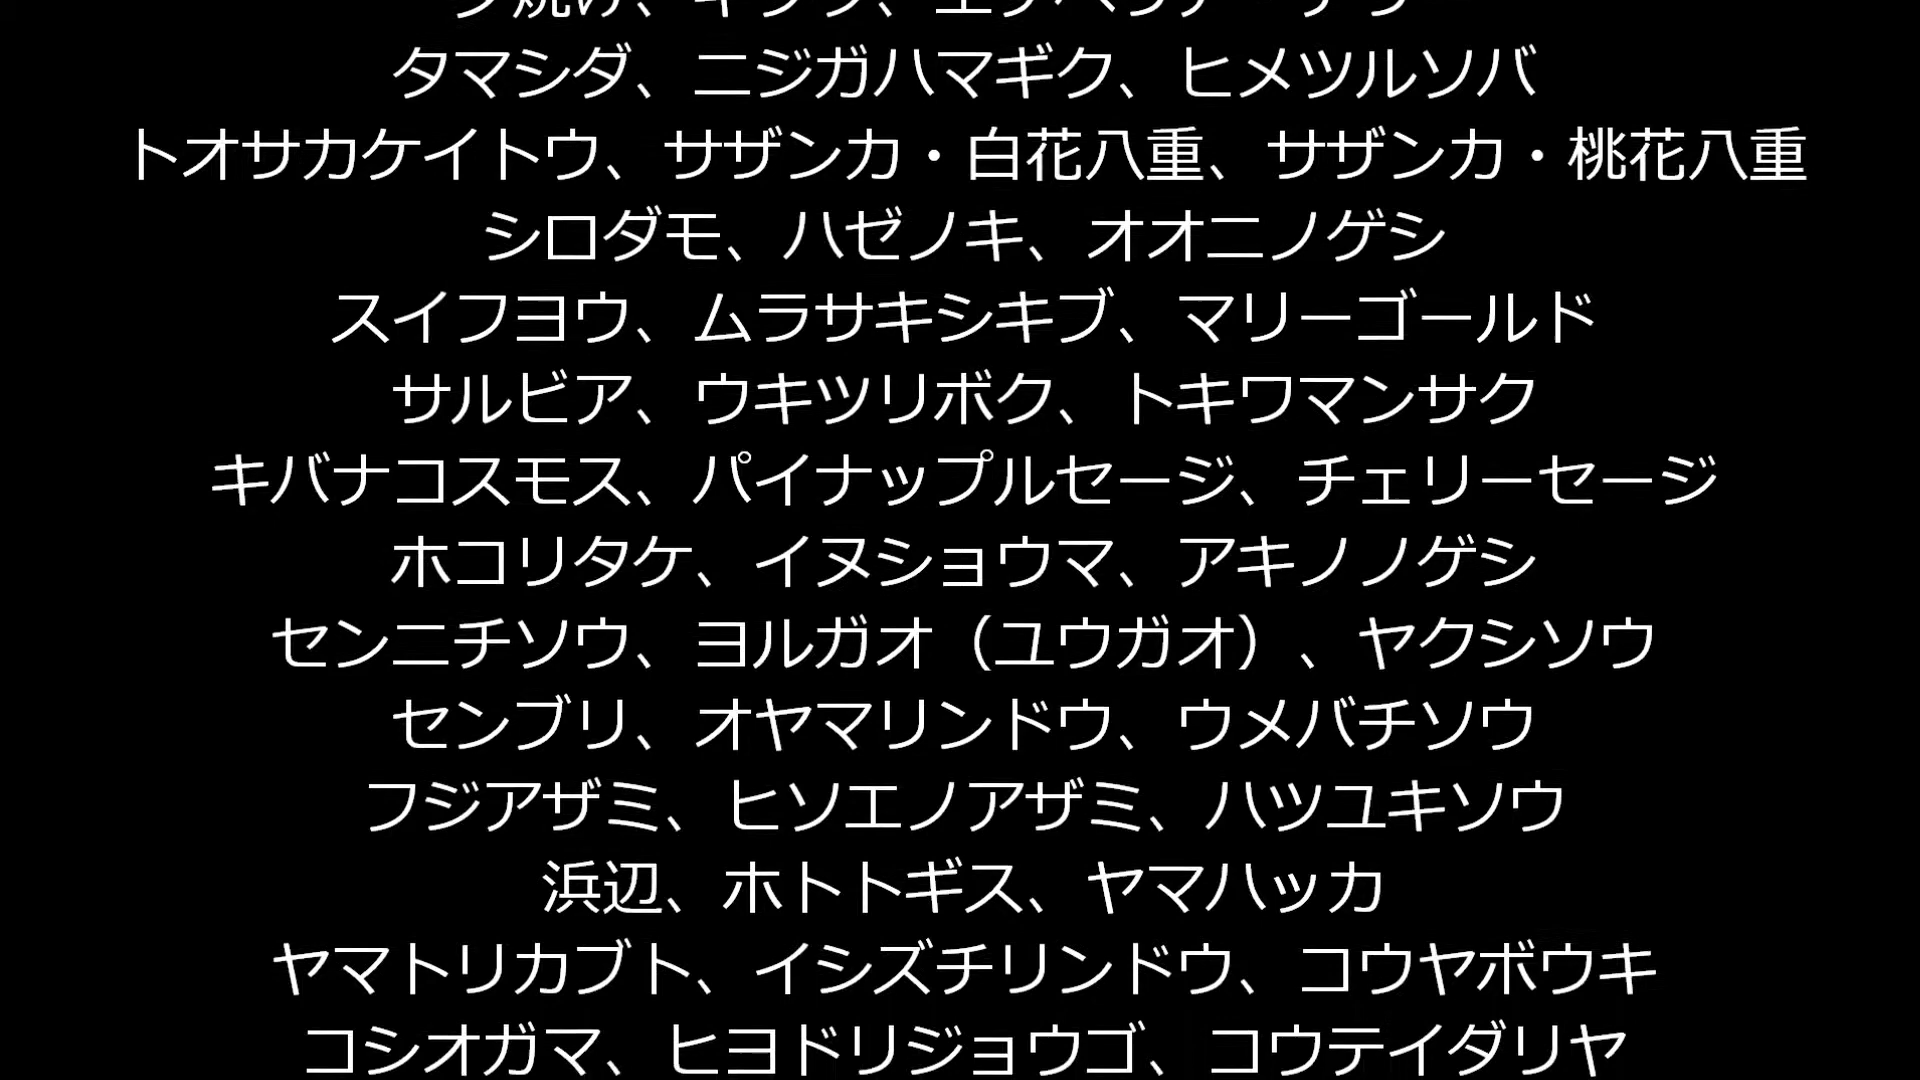 タマシダ、ニジガハマギク、ヒメツルソバ
トオサカケイトウ、サザンカ・白花八重、サザンカ・桃花八重
シロダモ、ハゼノキ、オオニノゲシ
スイフヨウ、ムラサキシキブ、マリーゴールド
サルビア、ウキツリボク、トキワマンサク
キバナコスモス、パイナップルセージ、チェリーセージ
ホコリタケ、イヌショウマ、アキノノゲシ
センニチソウ、ヨルガオ（ユウガオ）、ヤクシソウ
センブリ、オヤマリンドウ、ウメバチソウ
フジアザミ、ヒソエノアザミ、ハツユキソウ
浜辺、ホトトギス、ヤマハッカ
ヤマトリカブト、イシズチリンドウ、コウヤボウキ
コシオガマ、ヒヨドリジョウゴ、コウテイダリヤ